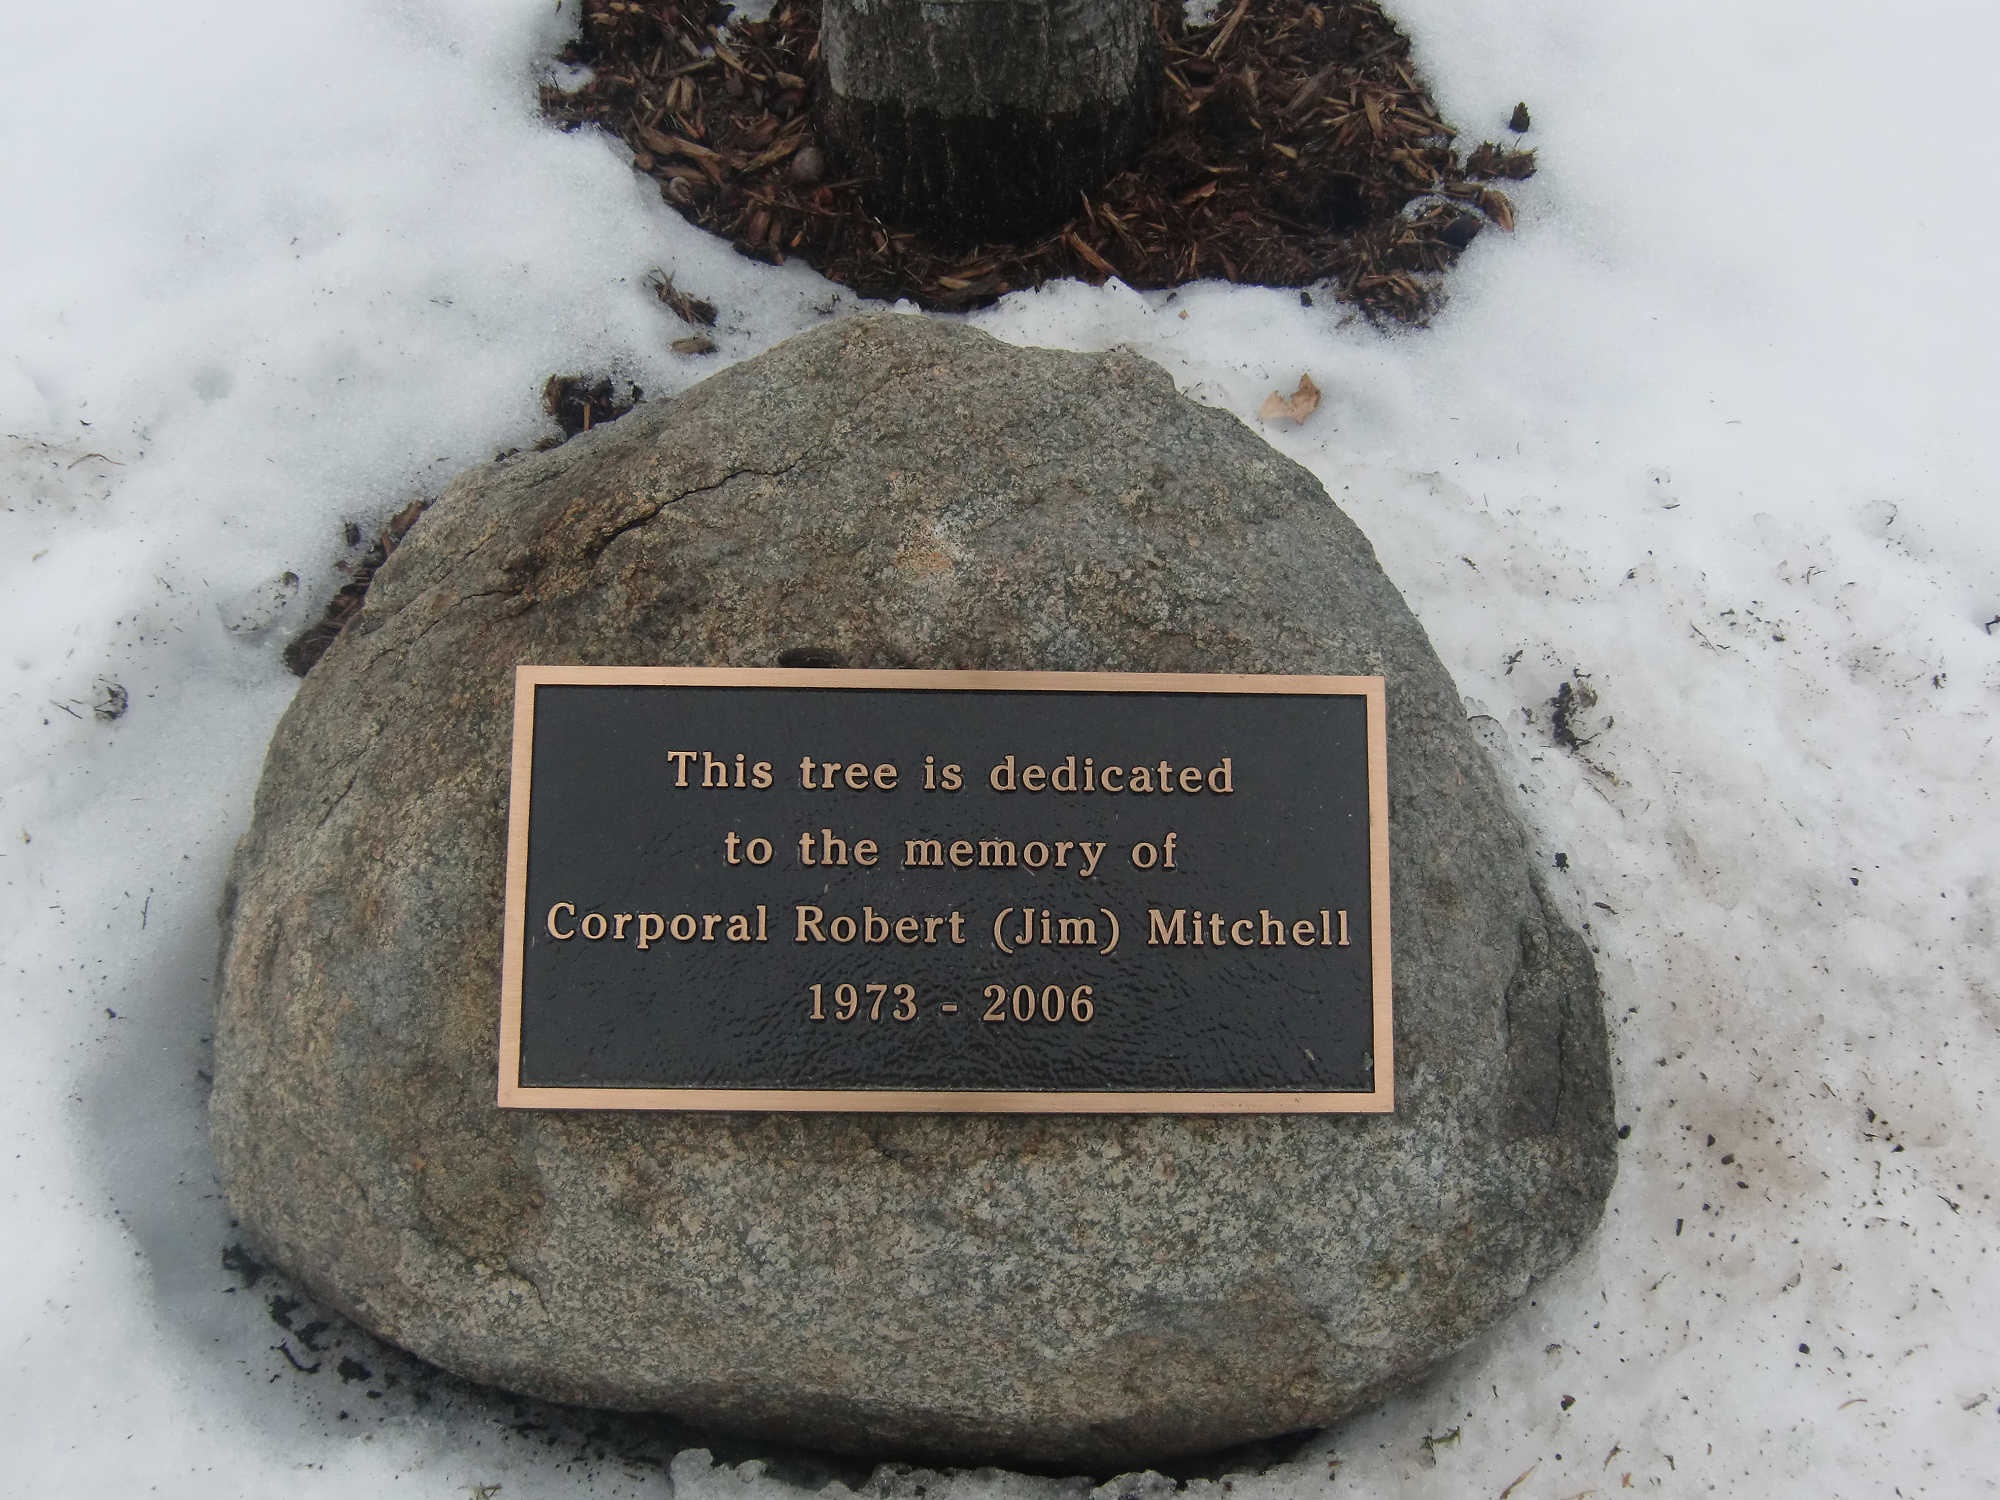 This tree is dedicated
to the memory of
Corporal Robert (Jim) Mitchell
1973 - 2006